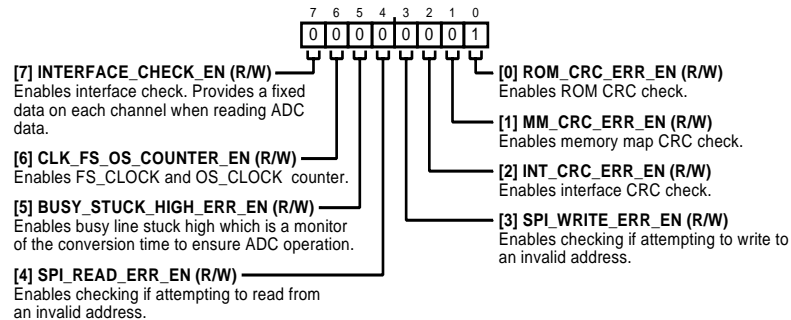 7 6 5 4 3 2 1 0
0 0 0 0 0 0 0 1
[7] INTERFACE_CHECK_EN (R/W)
Enables interface check. Provides a fixed
data on each channel when reading ADC
data.
[6] CLK_FS_OS_COUNTER_EN (R/W)
Enables FS_CLOCK and OS_CLOCK counter.
[5] BUSY_STUCK_HIGH_ERR_EN (R/W)
Enables busy line stuck high which is a monitor
of the conversion time to ensure ADC operation.
[4] SPI_READ_ERR_EN (R/W)
Enables checking if attempting to read from
an invalid address.
[0] ROM_CRC_ERR_EN (R/W)
Enables ROM CRC check.
[1] MM_CRC_ERR_EN (R/W)
Enables memory map CRC check.
[2] INT_CRC_ERR_EN (R/W)
Enables interface CRC check.
[3] SPI_WRITE_ERR_EN (R/W)
Enables checking if attempting to write to
an invalid address.